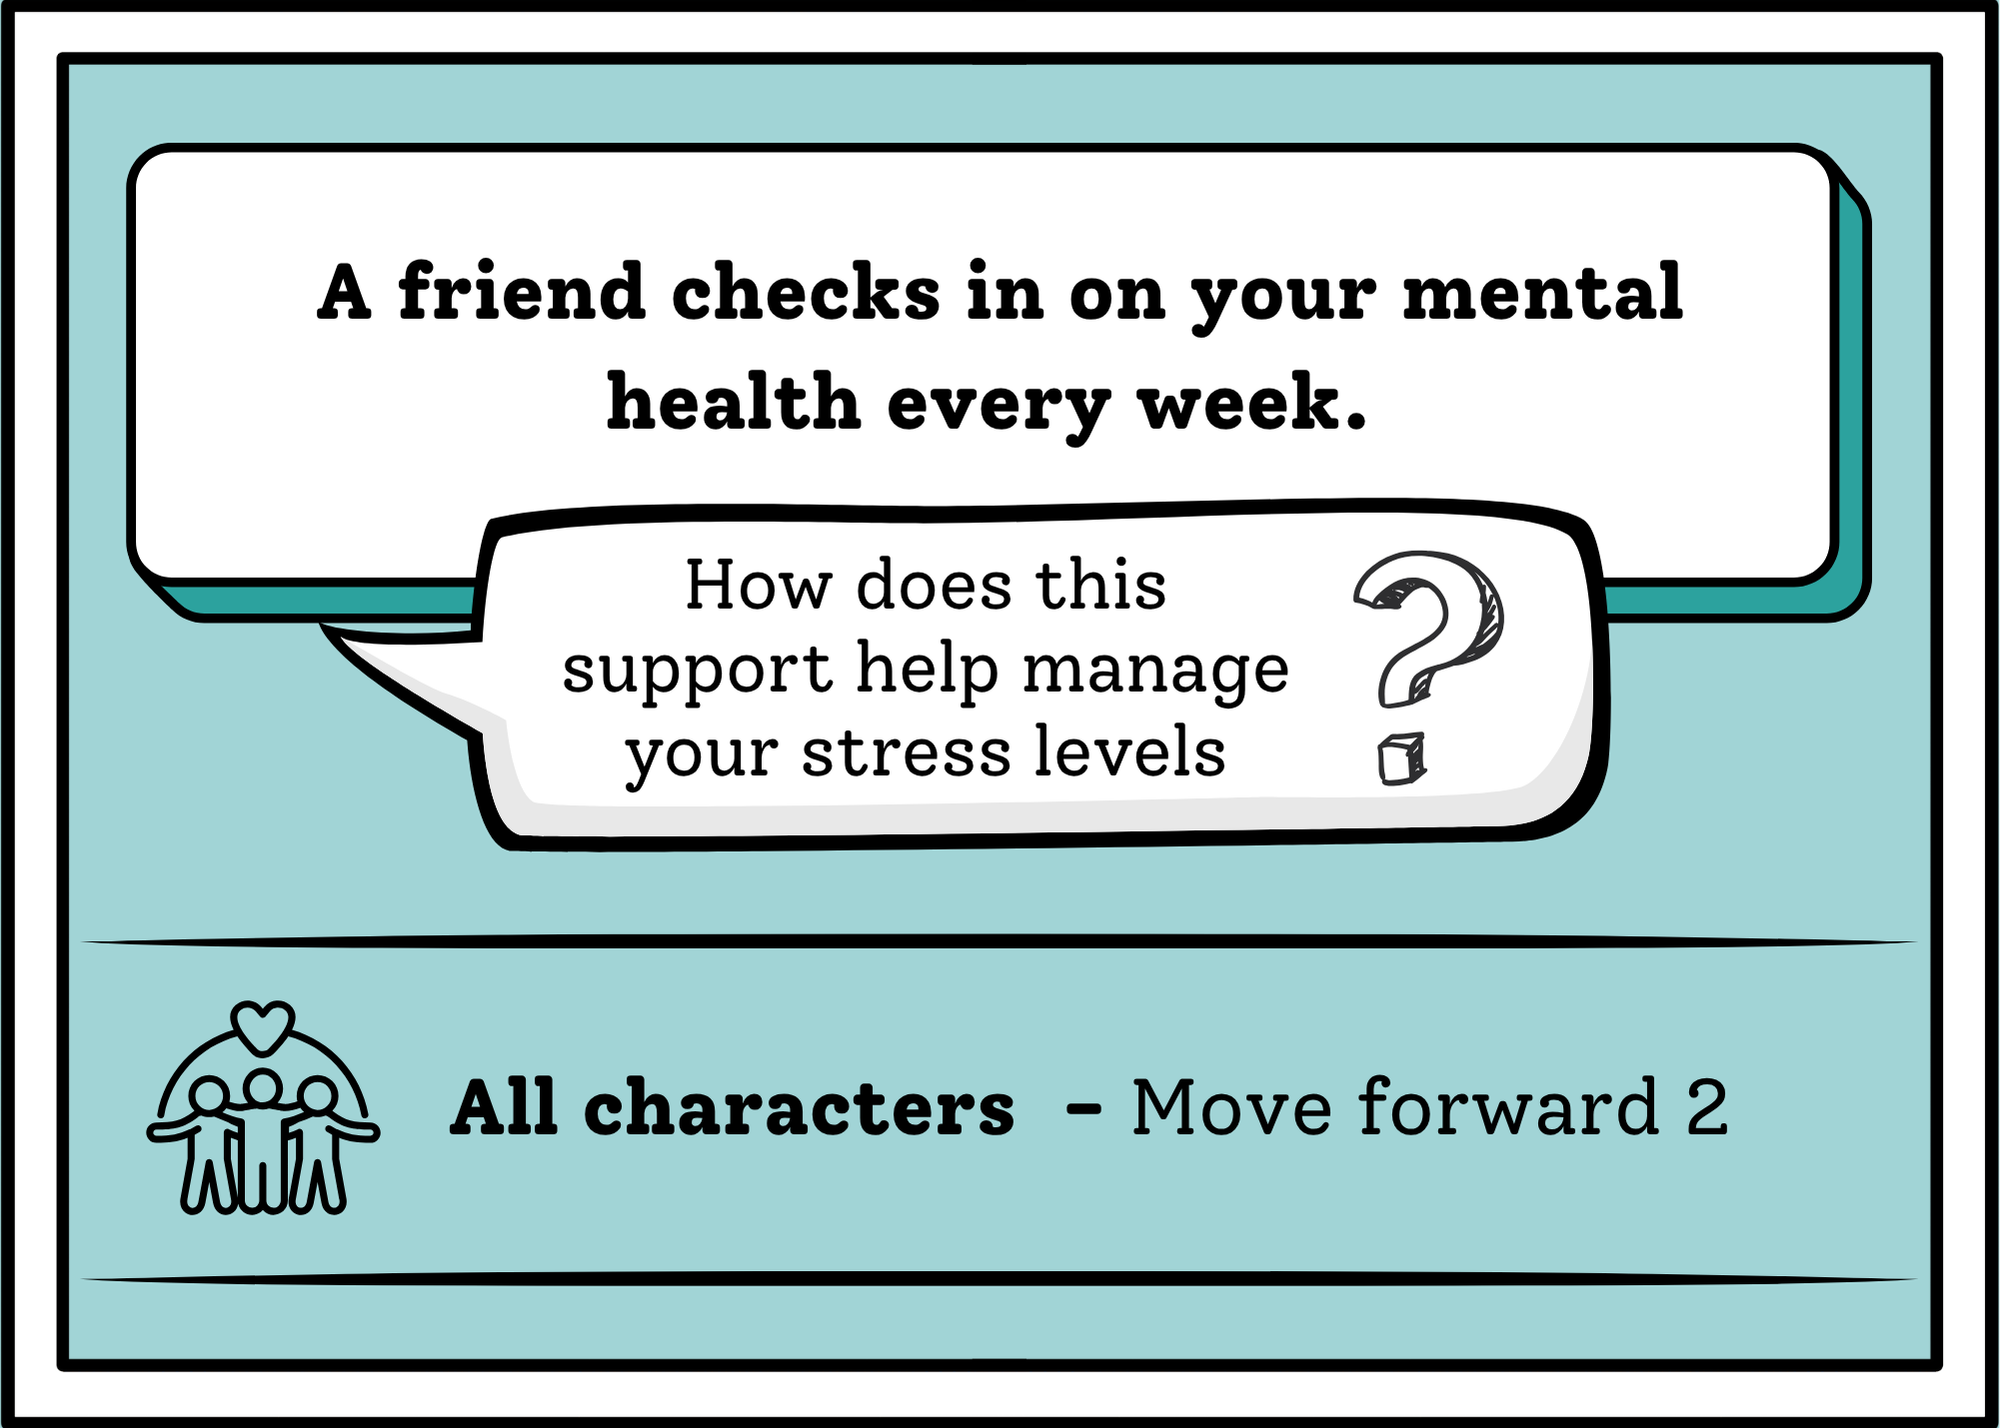 A friend checks in on your mental
health every week.
How does this
support help manage
your stress levels
?
All characters - Move forward 2